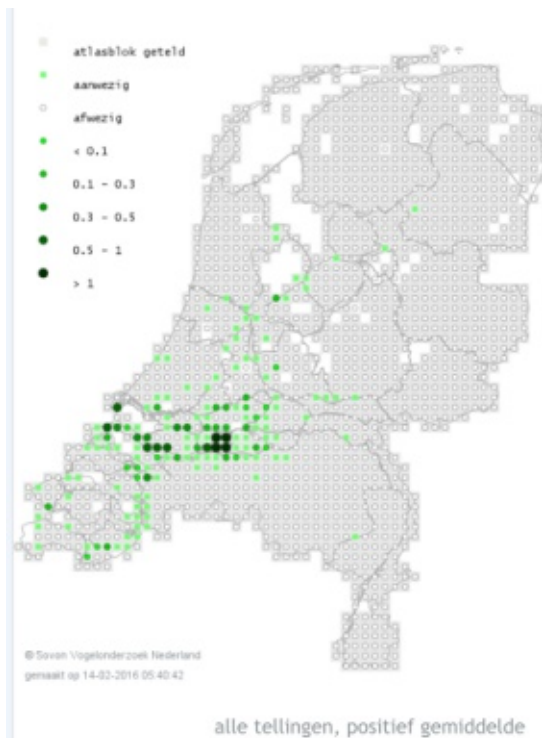 atlasblok geteld
aanwezig
afwezig
< 0.1
0.1 - 0.3
0.3 - 0.5
0.5 - 1
> 1
© Sovon Vogelonderzoek Nederland
gemaakt op 14-02-2016 05:40:42
alle tellingen, positief gemiddelde